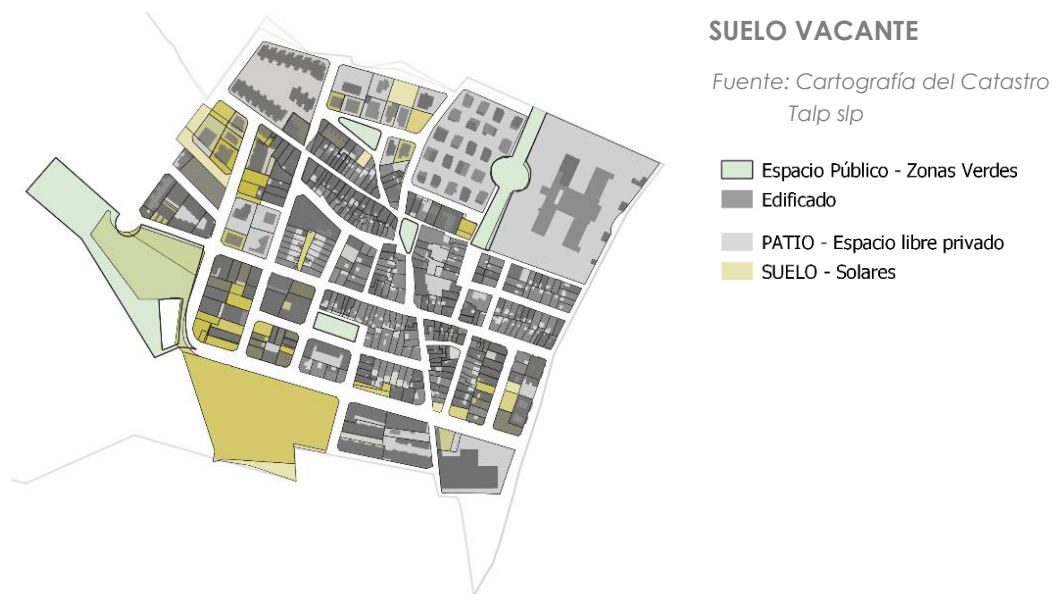 SUELO VACANTE
Fuente: Cartografía del Catastro
Talp slp
Espacio Público - Zonas Verdes
Edificado
PATIO - Espacio libre privado
SUELO - Solares